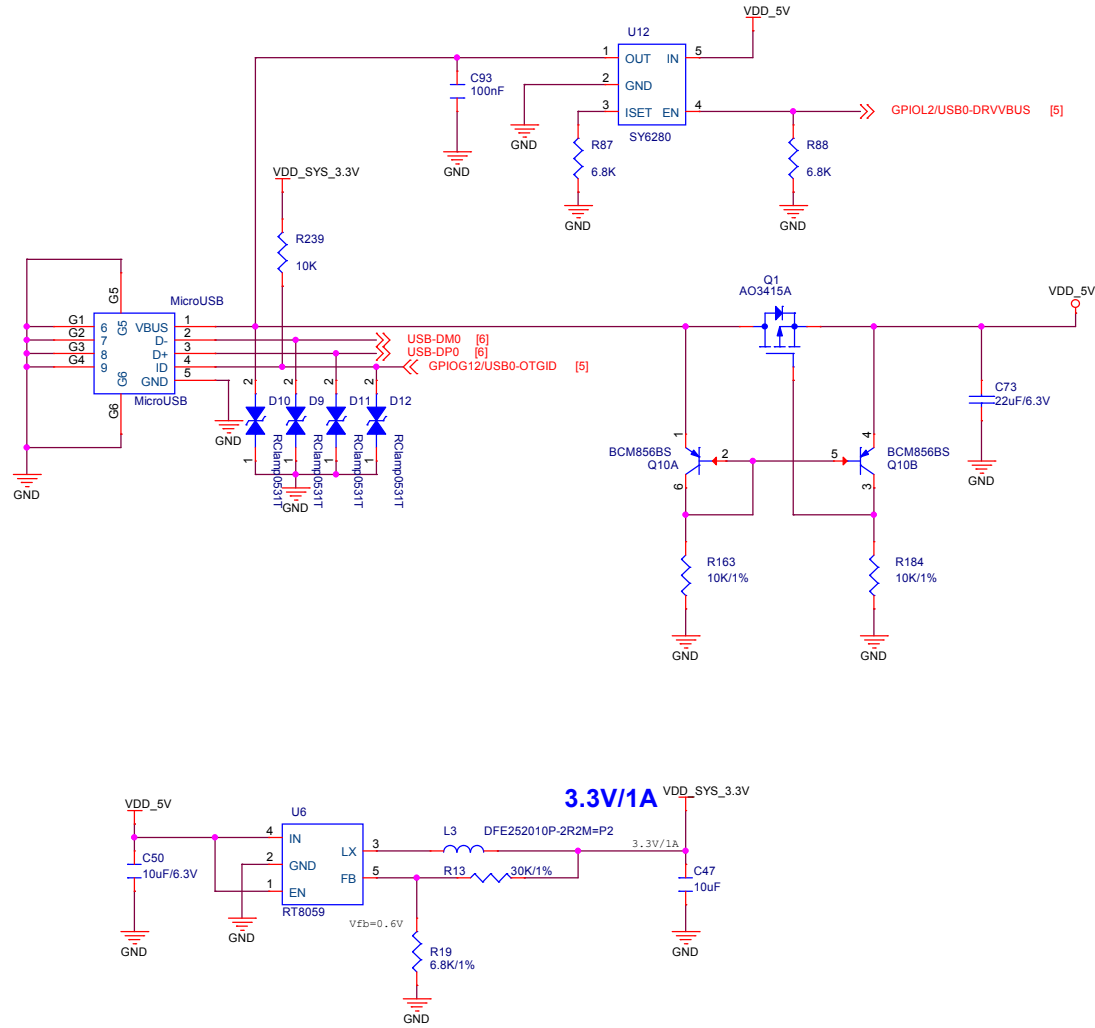 VDD_5V
U12
1 OUT IN 5
2 GND
3 ISET EN 4
SY6280
C93
100nF
GND
GND
R87
6.8K
GND
R88
6.8K
GND
GPIOL2/USB0-DRVVBUS [5]
VDD_SYS_3.3V
R239
10K
MicroUSB
G5
G5
G1 6 VBUS 1
G2 7 D- 2
G3 8 D+ 3
G4 9 ID 4
GND 5
G6
G6
MicroUSB
GND
GND
USB-DM0 [6]
USB-DP0 [6]
GPIOG12/USB0-OTGID [5]
2 2 2 2
D10 D9 D11 D12
1 1 1 1
RClamp0531T
RClamp0531T
RClamp0531T
RClamp0531T
GND
Q1
AO3415A
VDD_5V
C73
22uF/6.3V
GND
1
BCM856BS
Q10A
2
6
5
4
BCM856BS
Q10B
3
R163
10K/1%
GND
R184
10K/1%
GND
3.3V/1A
VDD_5V
U6
4 IN
2 GND
1 EN
LX 3
FB 5
RT8059
C50
10uF/6.3V
GND
GND
L3 DFE252010P-2R2M=P2
R13 30K/1%
Vfb=0.6V
R19
6.8K/1%
GND
3.3V/1A
VDD_SYS_3.3V
C47
10uF
GND